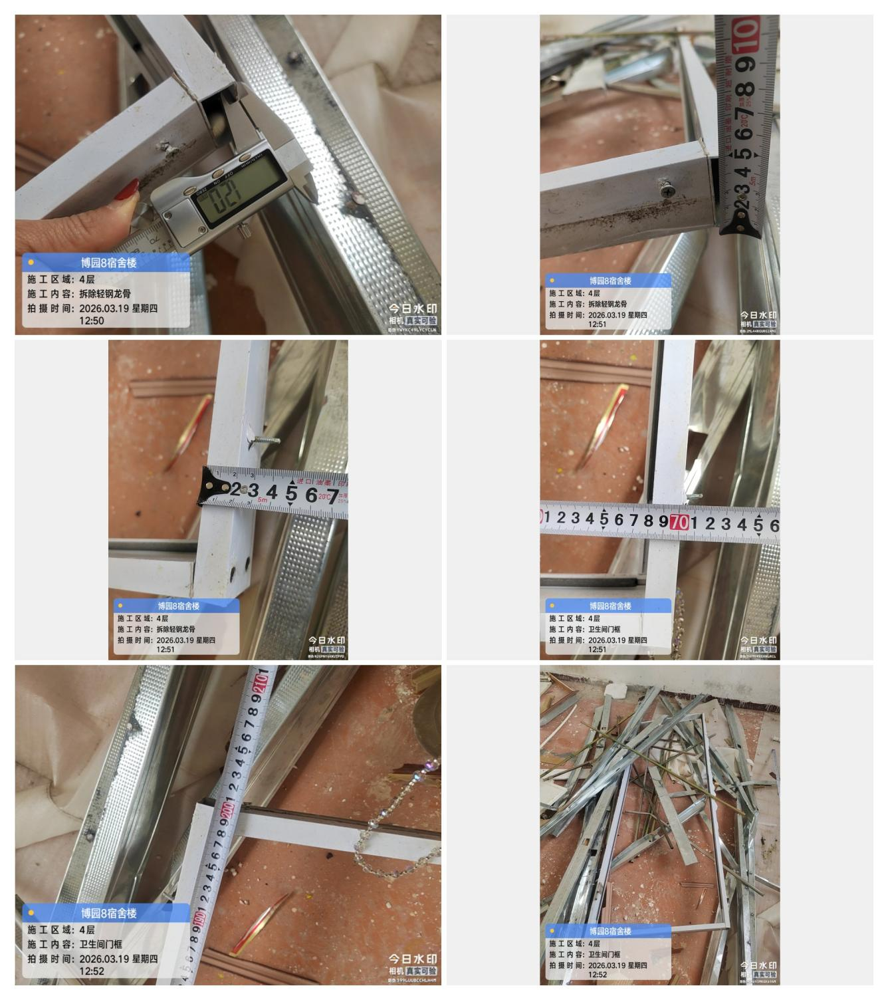 博园8宿舍楼
施工区域：4层
施工内容：拆除轻钢龙骨
拍摄时间：2026.03.19 星期四
12:50
今日水印
相机 真实可验
ZERO ON OFF
70
博园8宿舍楼
施工区域：4层
施工内容：拆除轻钢龙骨
拍摄时间：2026.03.19 星期四
12:51
今日水印
相机 真实可验
2 3 4 5 6 7 8 9 10
5m
20℃
博园8宿舍楼
施工区域：4层
施工内容：拆除轻钢龙骨
拍摄时间：2026.03.19 星期四
12:51
今日水印
相机 真实可验
2 3 4 5 6 7
5m
20℃
进口油墨印
博园8宿舍楼
施工区域：4层
施工内容：卫生间门框
拍摄时间：2026.03.19 星期四
12:51
今日水印
相机 真实可验
1 2 3 4 5 6 7 8 9 70 1 2 3 4 5 6
博园8宿舍楼
施工区域：4层
施工内容：卫生间门框
拍摄时间：2026.03.19 星期四
12:52
今日水印
相机 真实可验
4 5 6 7 8 9 190 1 2 3 4 5 6 7 8 9 200 1 2 3 4 5 6 7 8 9 210 1
博园8宿舍楼
施工区域：4层
施工内容：卫生间门框
拍摄时间：2026.03.19 星期四
12:52
今日水印
相机 真实可验